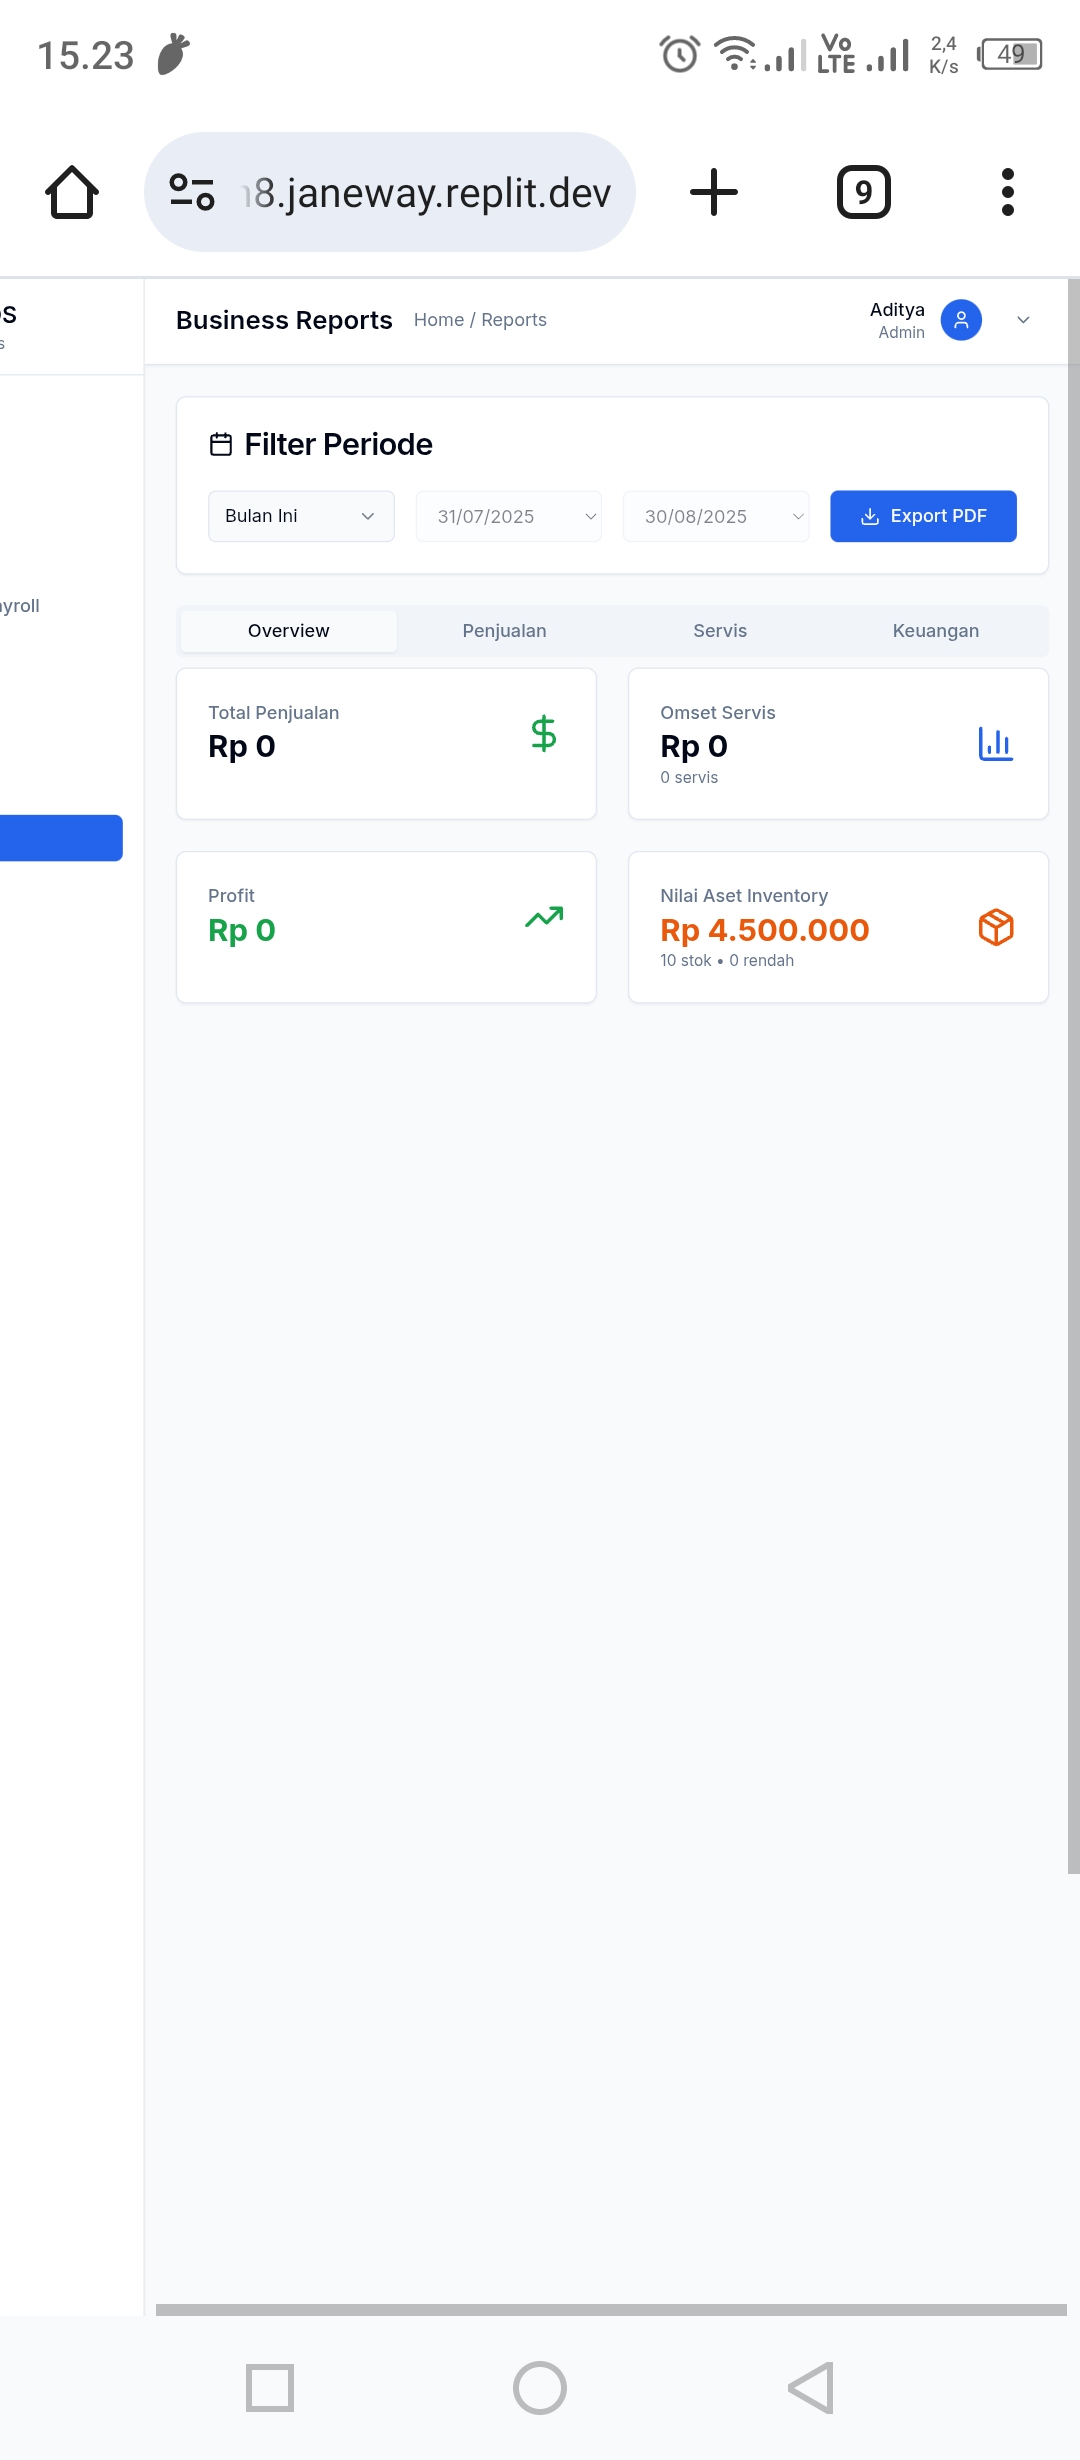 15.23
Vo
LTE
2,4
K/s
49
8.janeway.replit.dev
9
Business Reports
Home / Reports
Aditya
Admin
Filter Periode
Bulan Ini
31/07/2025
30/08/2025
Export PDF
yroll
Overview
Penjualan
Servis
Keuangan
Total Penjualan
Rp 0
Omset Servis
Rp 0
0 servis
Profit
Rp 0
Nilai Aset Inventory
Rp 4.500.000
10 stok • 0 rendah